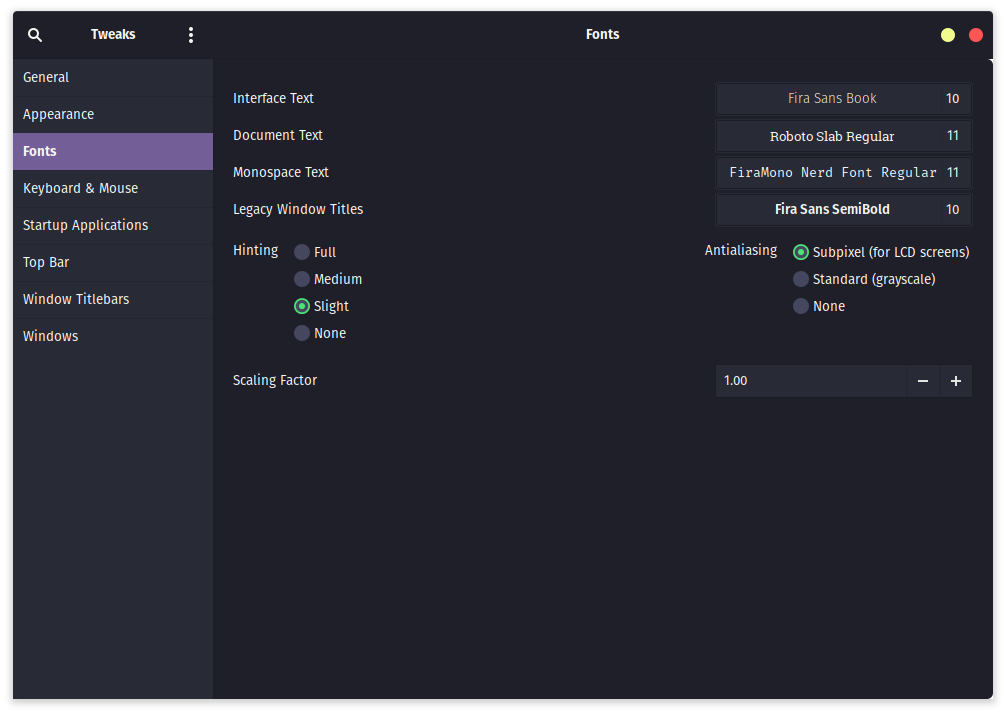 Tweaks
Fonts
General
Appearance
Fonts
Keyboard & Mouse
Startup Applications
Top Bar
Window Titlebars
Windows
Interface Text Fira Sans Book 10
Document Text Roboto Slab Regular 11
Monospace Text FiraMono Nerd Font Regular 11
Legacy Window Titles Fira Sans SemiBold 10
Hinting
Full
Medium
Slight
None
Antialiasing
Subpixel (for LCD screens)
Standard (grayscale)
None
Scaling Factor 1.00 − +